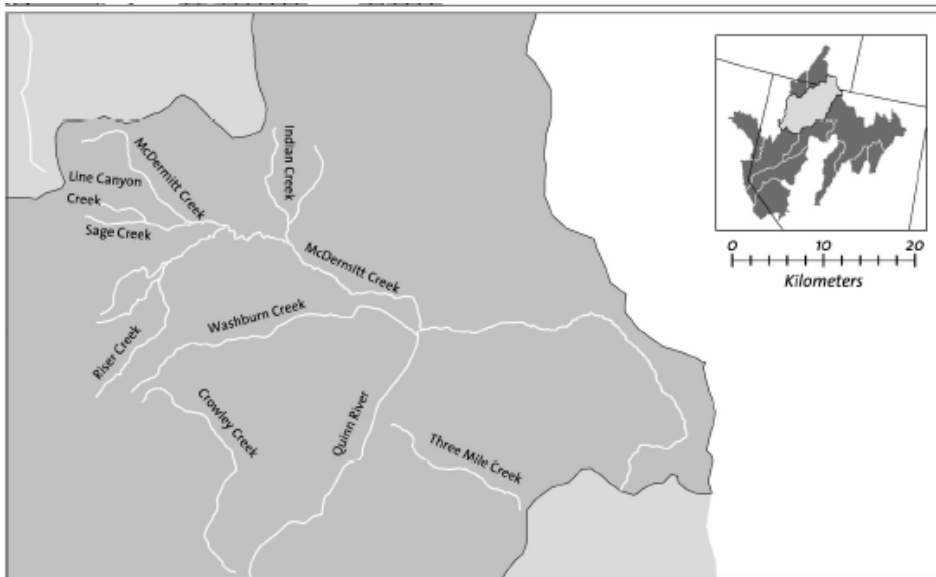 Indian Creek
McDermitt Creek
Line Canyon
Creek
Sage Creek
McDermitt Creek
Washburn Creek
Riser Creek
Crowley Creek
Quinn River
Three Mile Creek
0 10 20
Kilometers